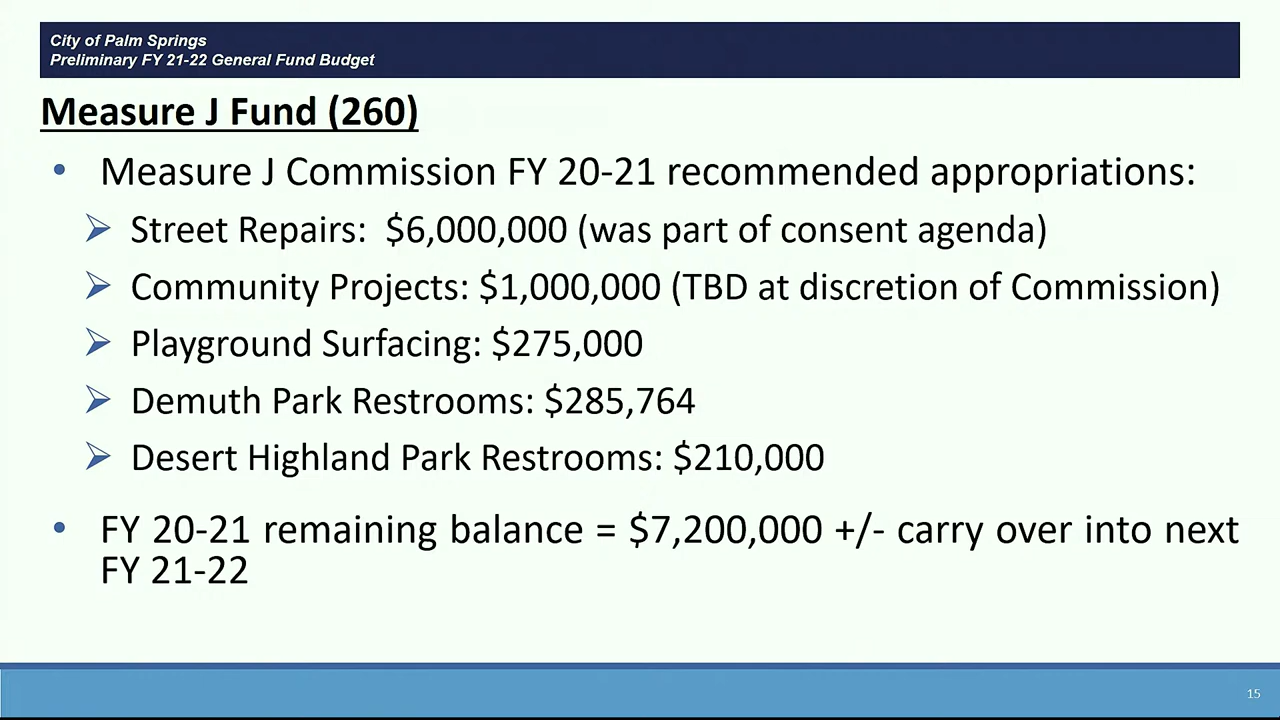 City of Palm Springs
Preliminary FY 21-22 General Fund Budget
Measure J Fund (260)
• Measure J Commission FY 20-21 recommended appropriations:
➢ Street Repairs:  $6,000,000 (was part of consent agenda)
➢ Community Projects: $1,000,000 (TBD at discretion of Commission)
➢ Playground Surfacing: $275,000
➢ Demuth Park Restrooms: $285,764
➢ Desert Highland Park Restrooms: $210,000
• FY 20-21 remaining balance = $7,200,000 +/- carry over into next
FY 21-22
15